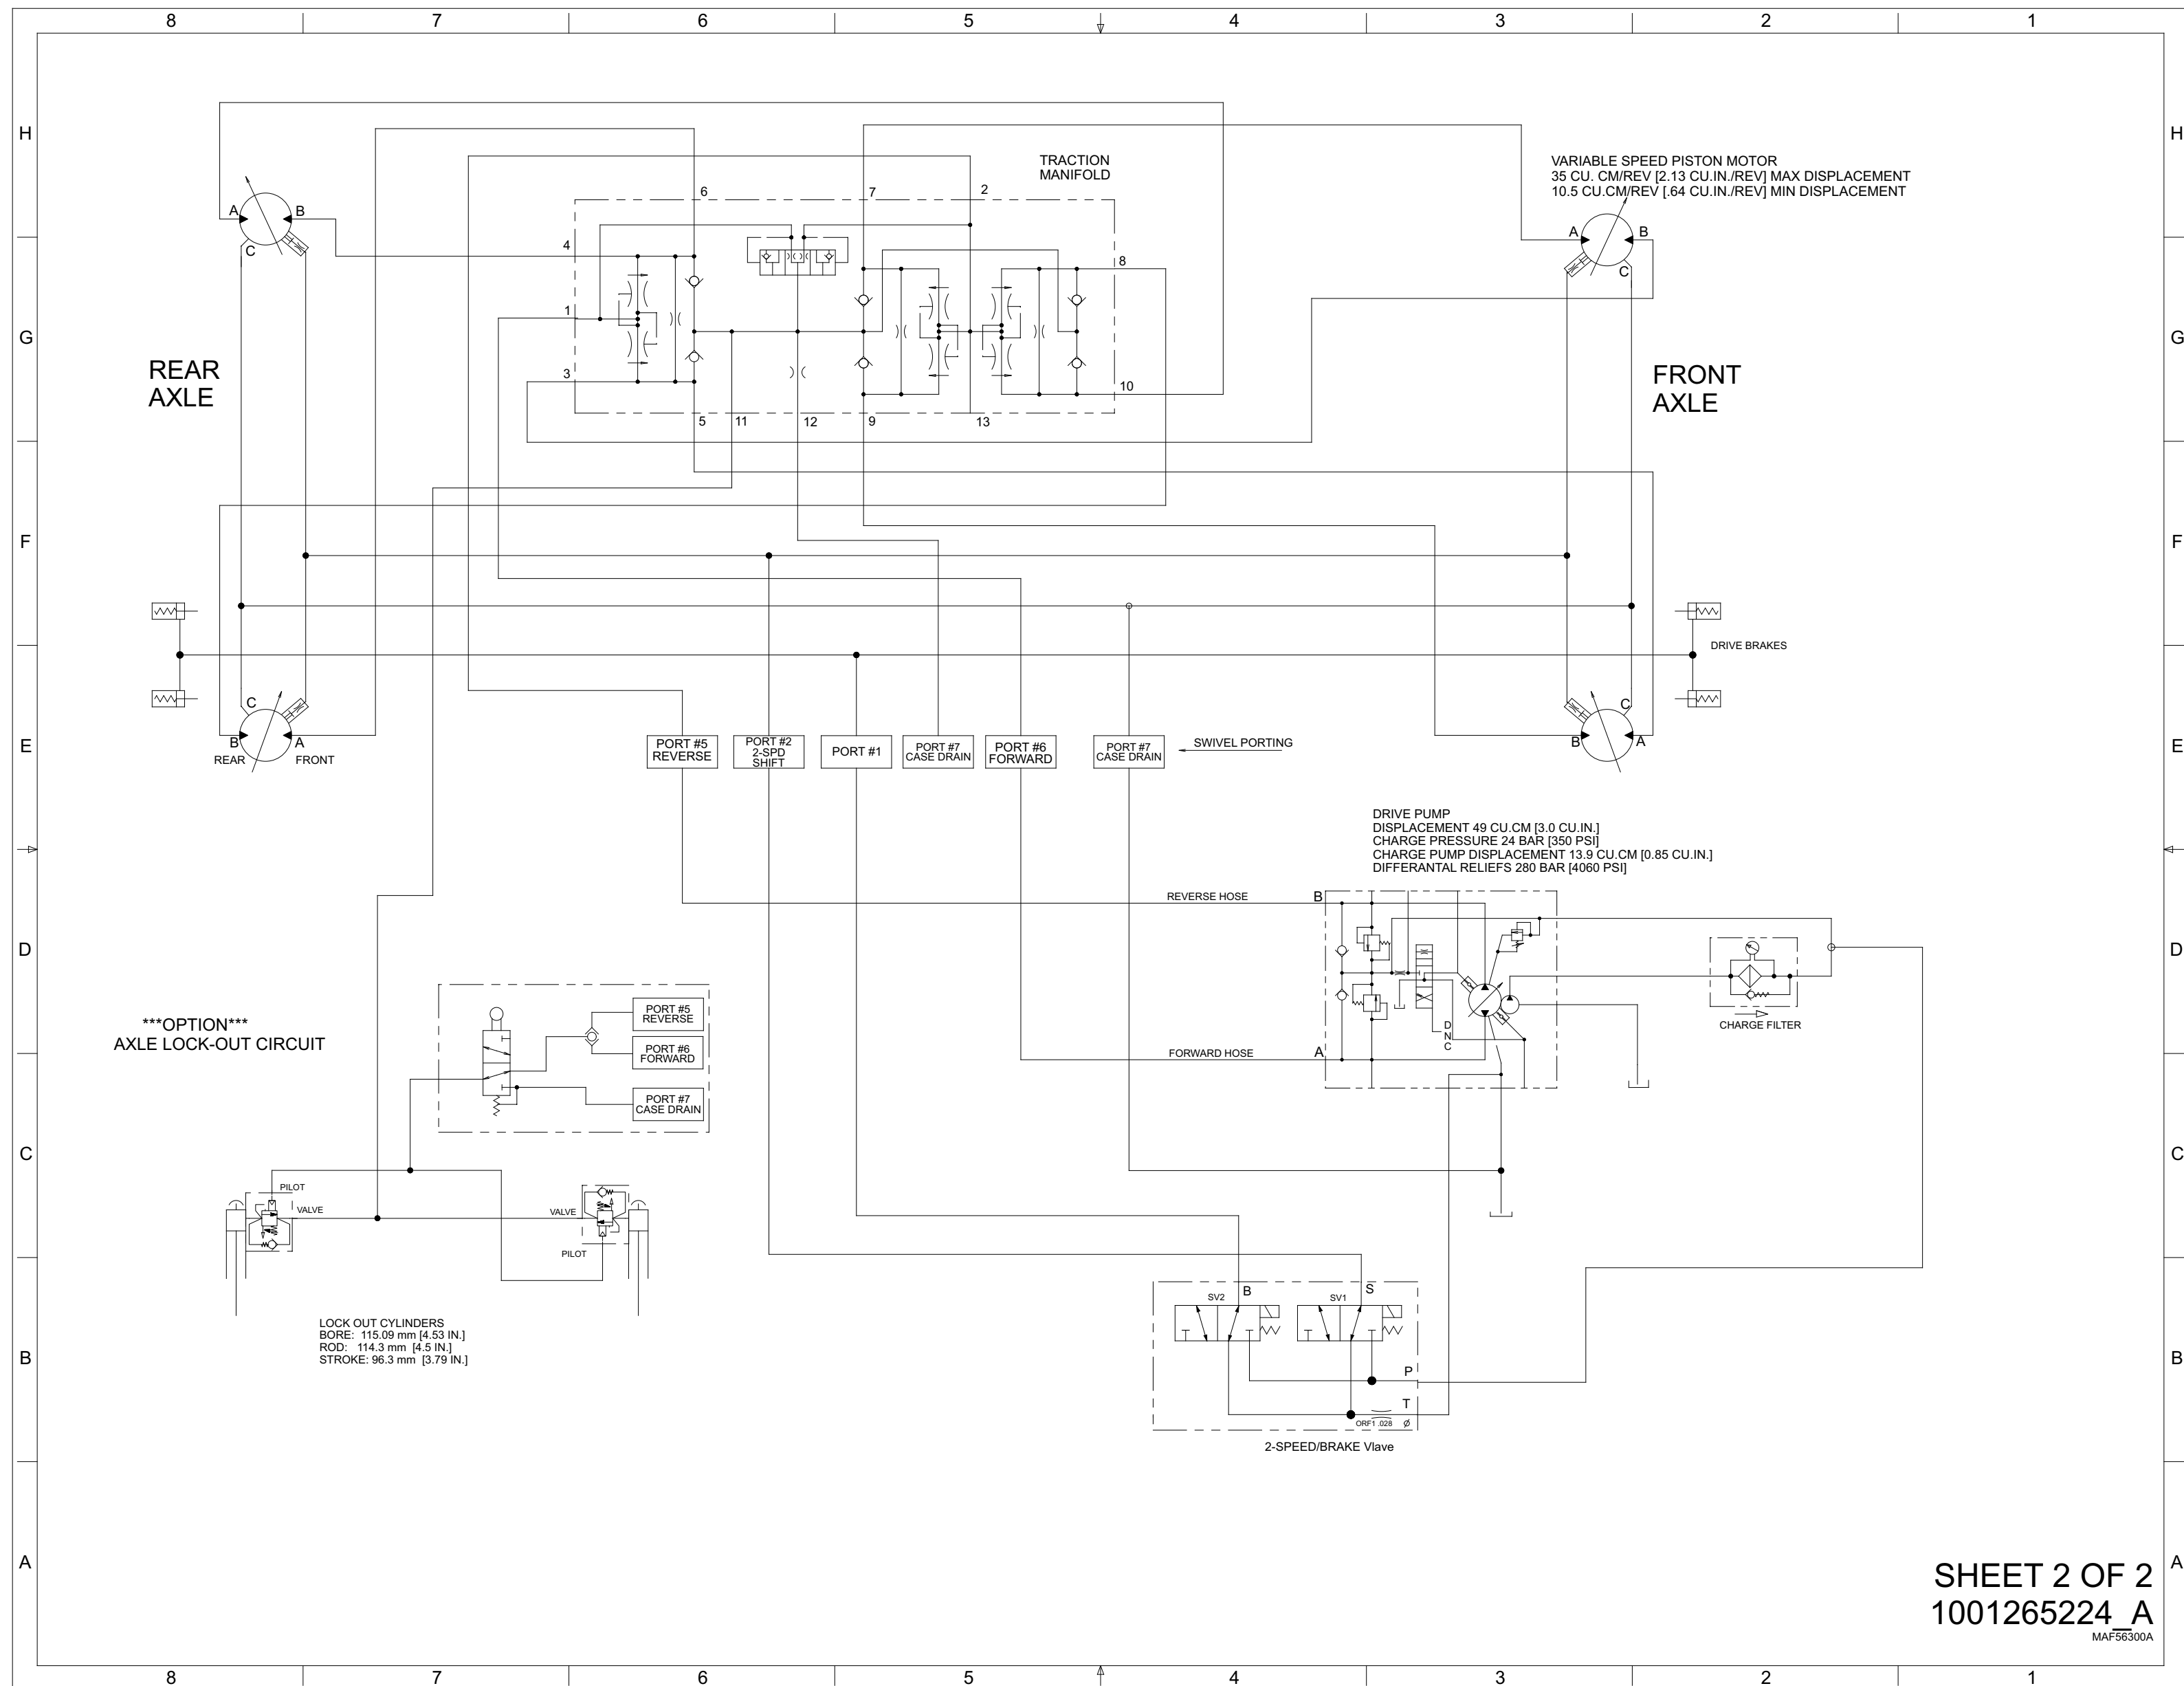 8 7 6 5 4 3 2 1
H H
G G
F F
E E
D D
C C
B B
A A
TRACTION
MANIFOLD
6 7 2
4
1
3
8
10
5 11 12 9 13
VARIABLE SPEED PISTON MOTOR
35 CU. CM/REV [2.13 CU.IN./REV] MAX DISPLACEMENT
10.5 CU.CM/REV [.64 CU.IN./REV] MIN DISPLACEMENT
A B
C
A B
C
REAR
AXLE
FRONT
AXLE
DRIVE BRAKES
C
B A
REAR FRONT
C
B A
PORT #5
REVERSE
PORT #2
2-SPD
SHIFT
PORT #1
PORT #7
CASE DRAIN
PORT #6
FORWARD
PORT #7
CASE DRAIN
SWIVEL PORTING
DRIVE PUMP
DISPLACEMENT 49 CU.CM [3.0 CU.IN.]
CHARGE PRESSURE 24 BAR [350 PSI]
CHARGE PUMP DISPLACEMENT 13.9 CU.CM [0.85 CU.IN.]
DIFFERANTAL RELIEFS 280 BAR [4060 PSI]
REVERSE HOSE
B
FORWARD HOSE
A
D
N
C
CHARGE FILTER
***OPTION***
AXLE LOCK-OUT CIRCUIT
PORT #5
REVERSE
PORT #6
FORWARD
PORT #7
CASE DRAIN
PILOT
VALVE
VALVE
PILOT
LOCK OUT CYLINDERS
BORE: 115.09 mm [4.53 IN.]
ROD: 114.3 mm [4.5 IN.]
STROKE: 96.3 mm [3.79 IN.]
SV2 B
SV1 S
P
T
ORF1 .028 Ø
2-SPEED/BRAKE Vlave
SHEET 2 OF 2
1001265224_A
MAF56300A
8 7 6 5 4 3 2 1